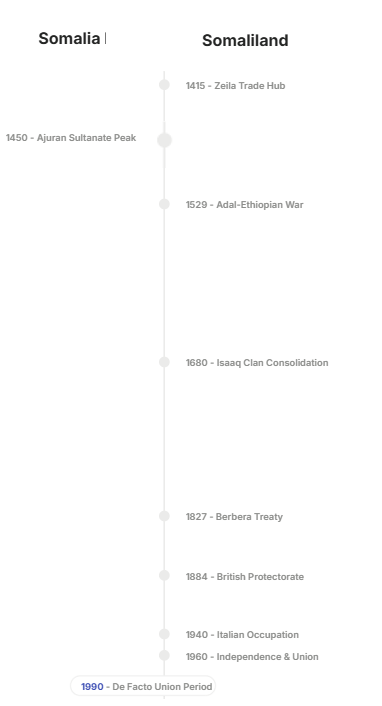 Somalia
Somaliland
1415 - Zeila Trade Hub
1450 - Ajuran Sultanate Peak
1529 - Adal-Ethiopian War
1680 - Isaaq Clan Consolidation
1827 - Berbera Treaty
1884 - British Protectorate
1940 - Italian Occupation
1960 - Independence & Union
1990 - De Facto Union Period